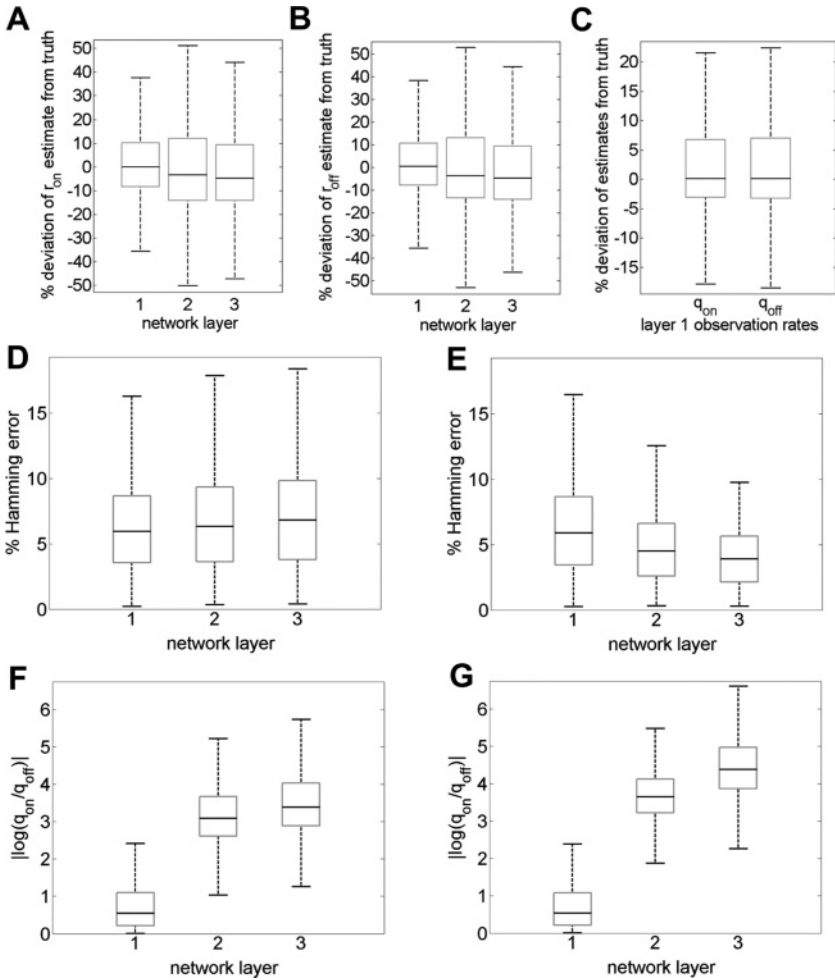 A
% deviation of r_on estimate from truth
50
40
30
20
10
0
-10
-20
-30
-40
-50
1 2 3
network layer
B
% deviation of r_off estimate from truth
50
40
30
20
10
0
-10
-20
-30
-40
-50
1 2 3
network layer
C
% deviation of estimates from truth
20
15
10
5
0
-5
-10
-15
q_on q_off
layer 1 observation rates
D
% Hamming error
15
10
5
0
1 2 3
network layer
E
% Hamming error
15
10
5
0
1 2 3
network layer
F
|log(q_on/q_off)|
6
5
4
3
2
1
0
1 2 3
network layer
G
|log(q_on/q_off)|
6
5
4
3
2
1
0
1 2 3
network layer